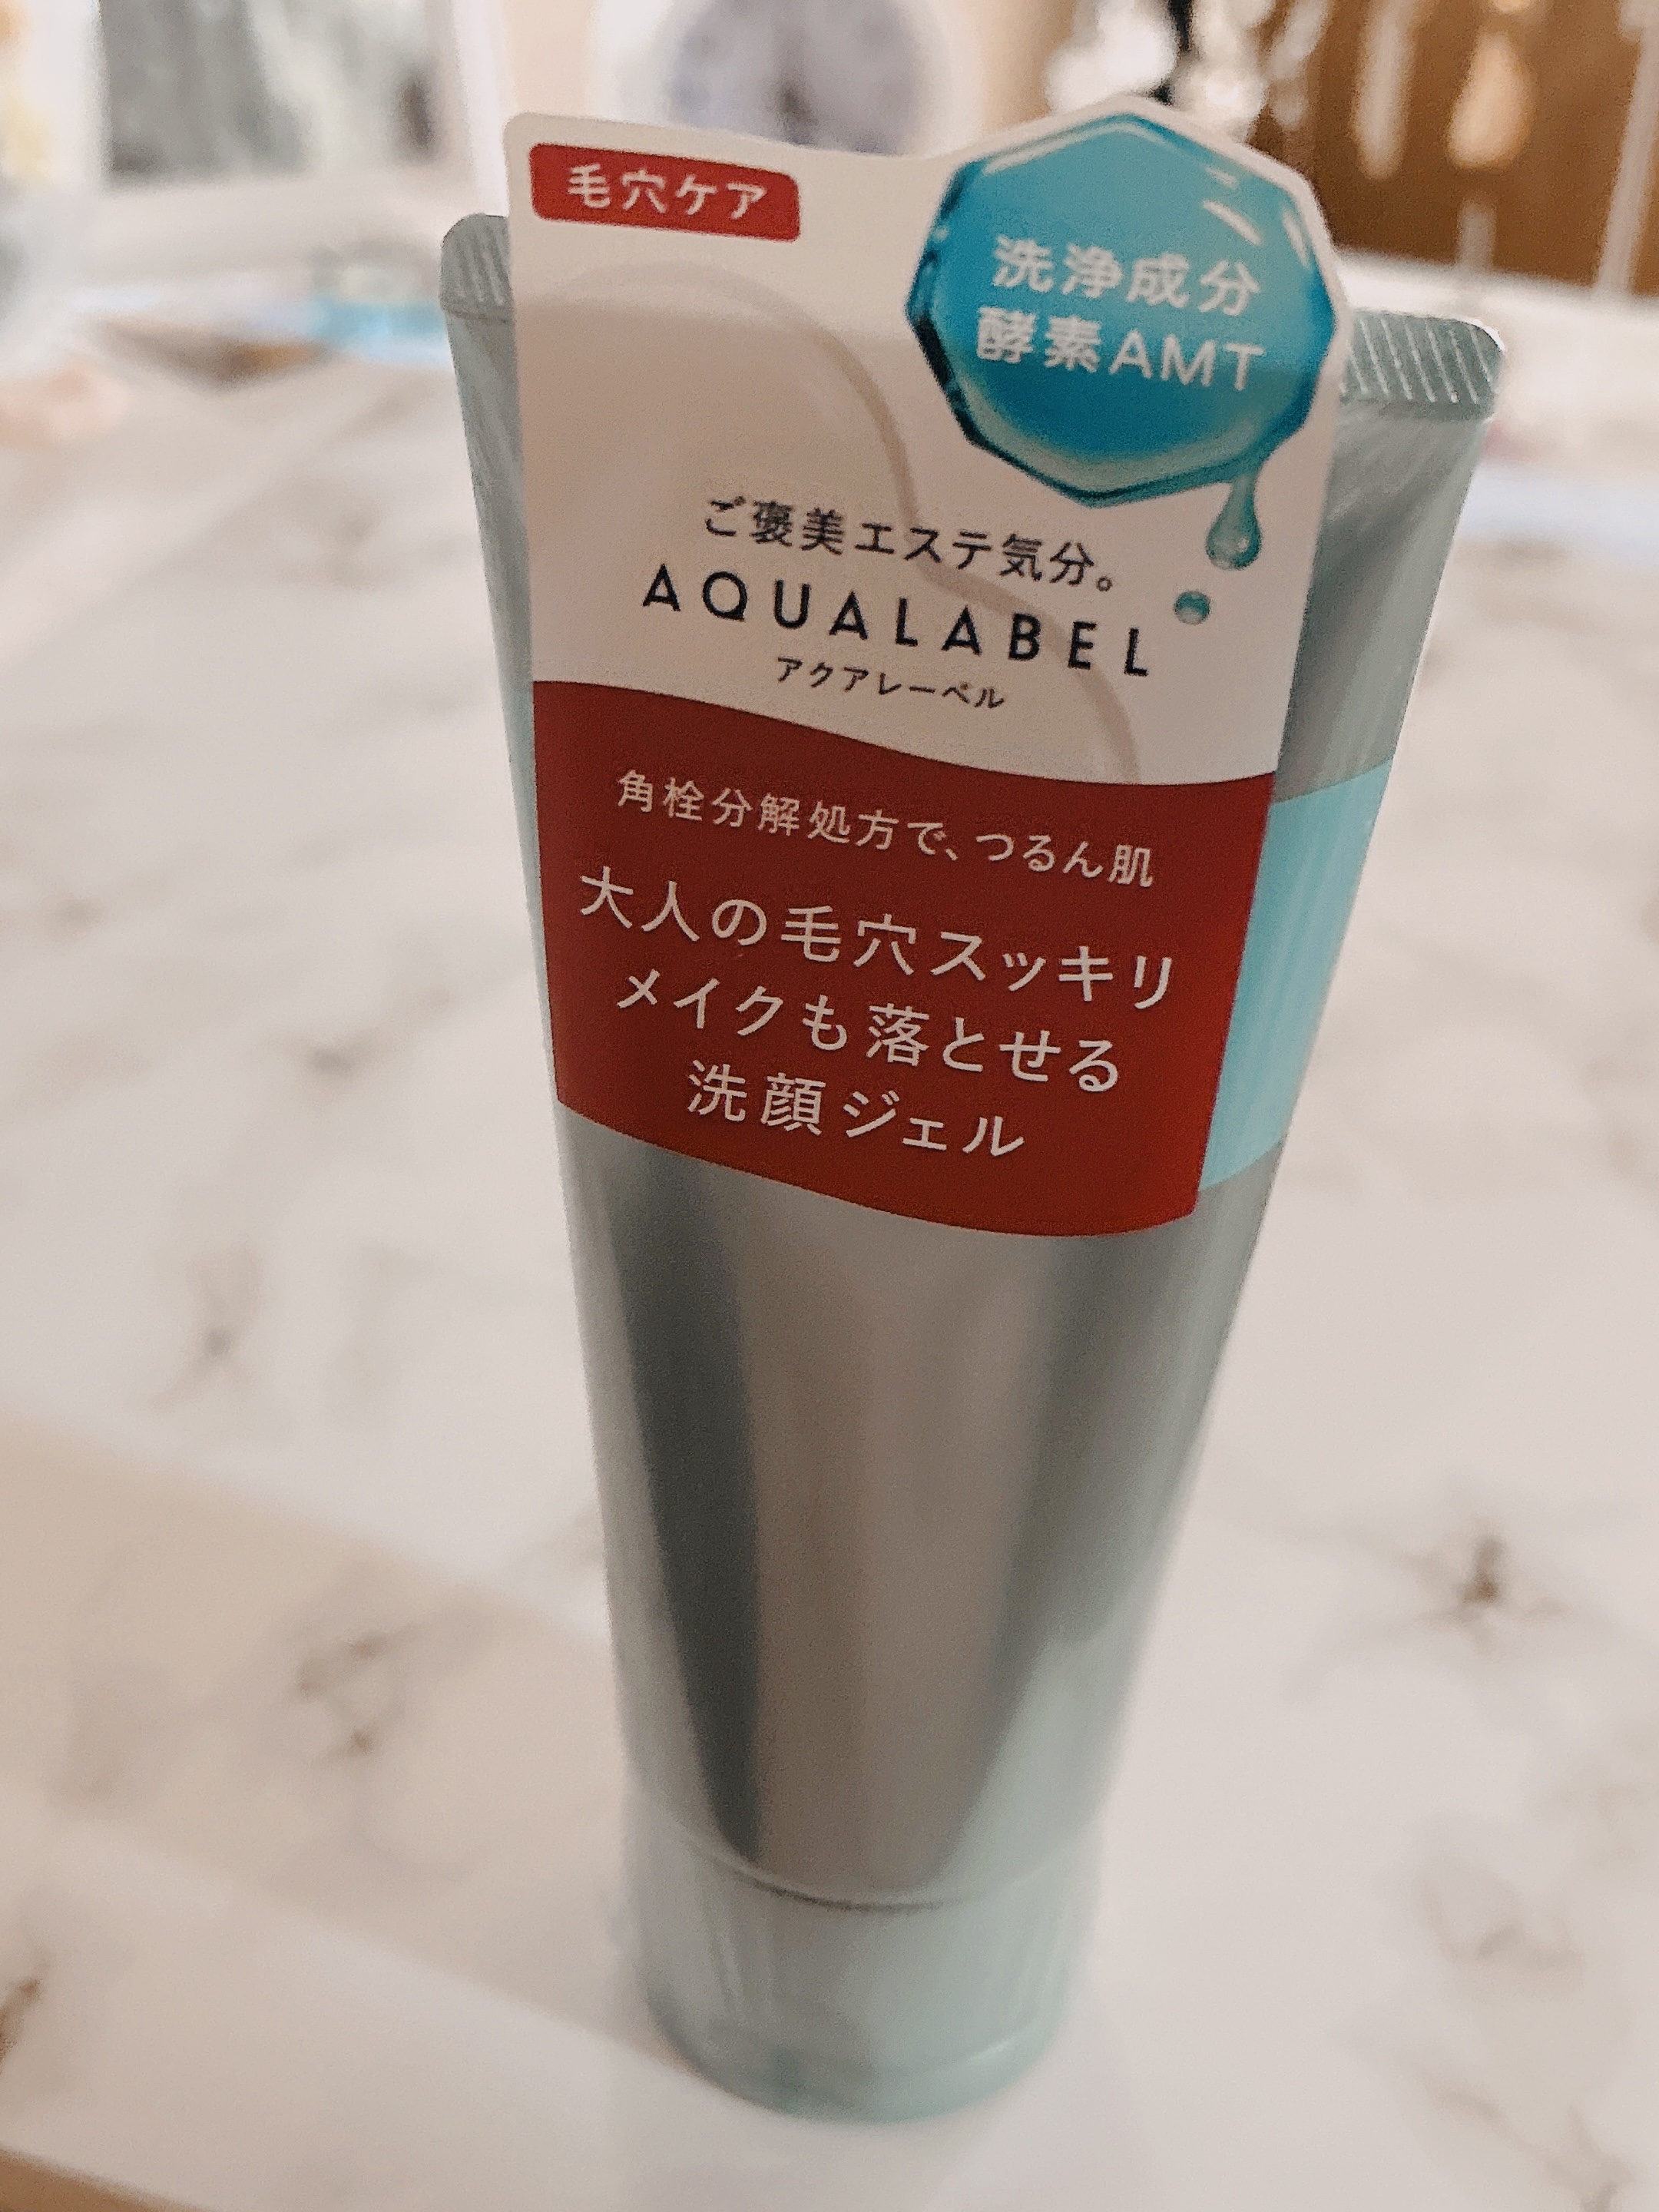 毛穴ケア
洗浄成分
酵素AMT
ご褒美エステ気分。
AQUALABEL
アクアレーベル
角栓分解処方で、つるん肌
大人の毛穴スッキリ
メイクも落とせる
洗顔ジェル